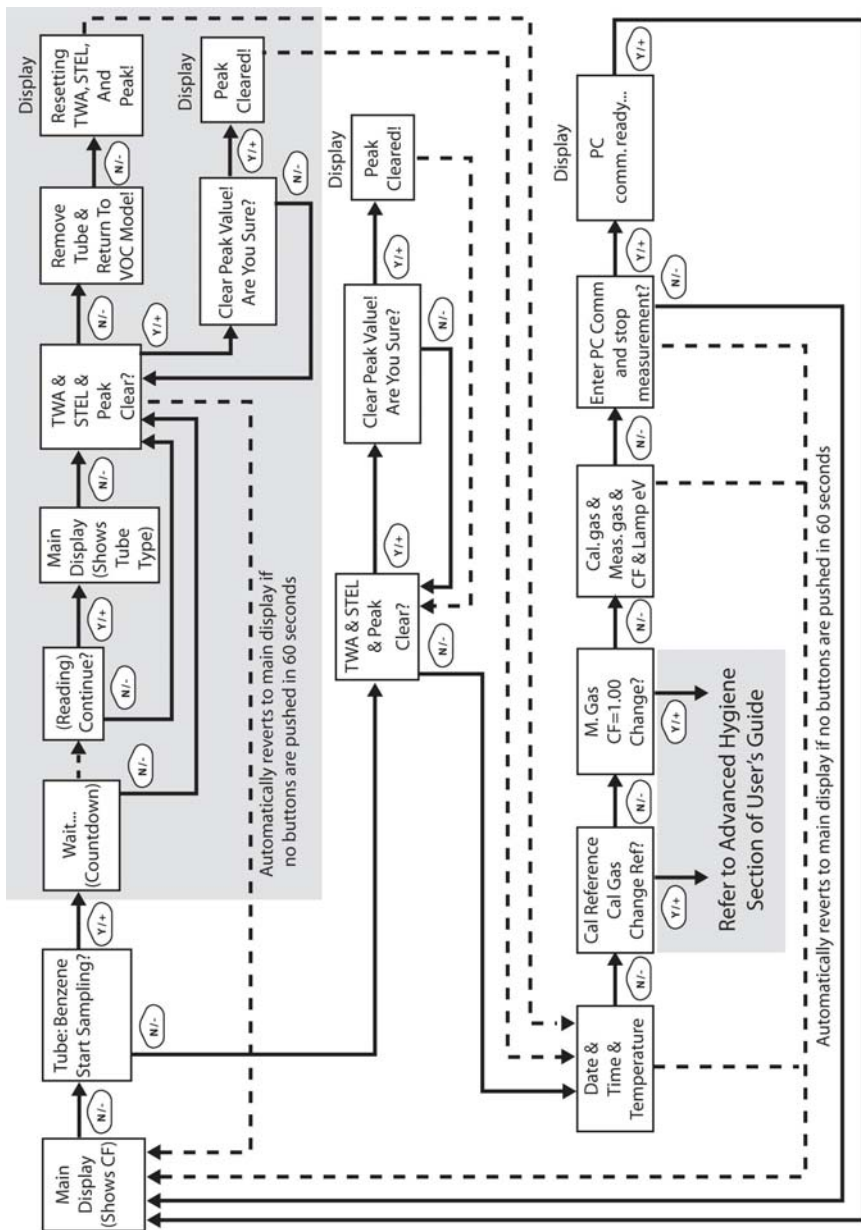 Main
Display
(Shows CF)
N/-
Tube: Benzene
Start Sampling?
Y/+
N/-
Wait...
(Countdown)
N/-
(Reading)
Continue?
Y/+
N/-
Main
Display
(Shows
Tube
Type)
N/-
TWA &
STEL &
Peak
Clear?
N/-
Y/+
Remove
Tube &
Return To
VOC Mode!
N/-
Display
Resetting
TWA, STEL,
And
Peak!
Clear Peak Value!
Are You Sure?
Y/+
N/-
Display
Peak
Cleared!
Automatically reverts to main display if
no buttons are pushed in 60 seconds
TWA & STEL
& Peak
Clear?
Y/+
N/-
Clear Peak Value!
Are You Sure?
Y/+
N/-
Display
Peak
Cleared!
Date &
Time &
Temperature
N/-
Cal Reference
Cal Gas
Change Ref?
N/-
Y/+
M. Gas
CF=1.00
Change?
N/-
Y/+
Refer to Advanced Hygiene
Section of User's Guide
Cal. gas &
Meas. gas &
CF & Lamp eV
N/-
Enter PC Comm
and stop
measurement?
Y/+
N/-
Display
PC
comm. ready...
Y/+
Automatically reverts to main display if no buttons are pushed in 60 seconds